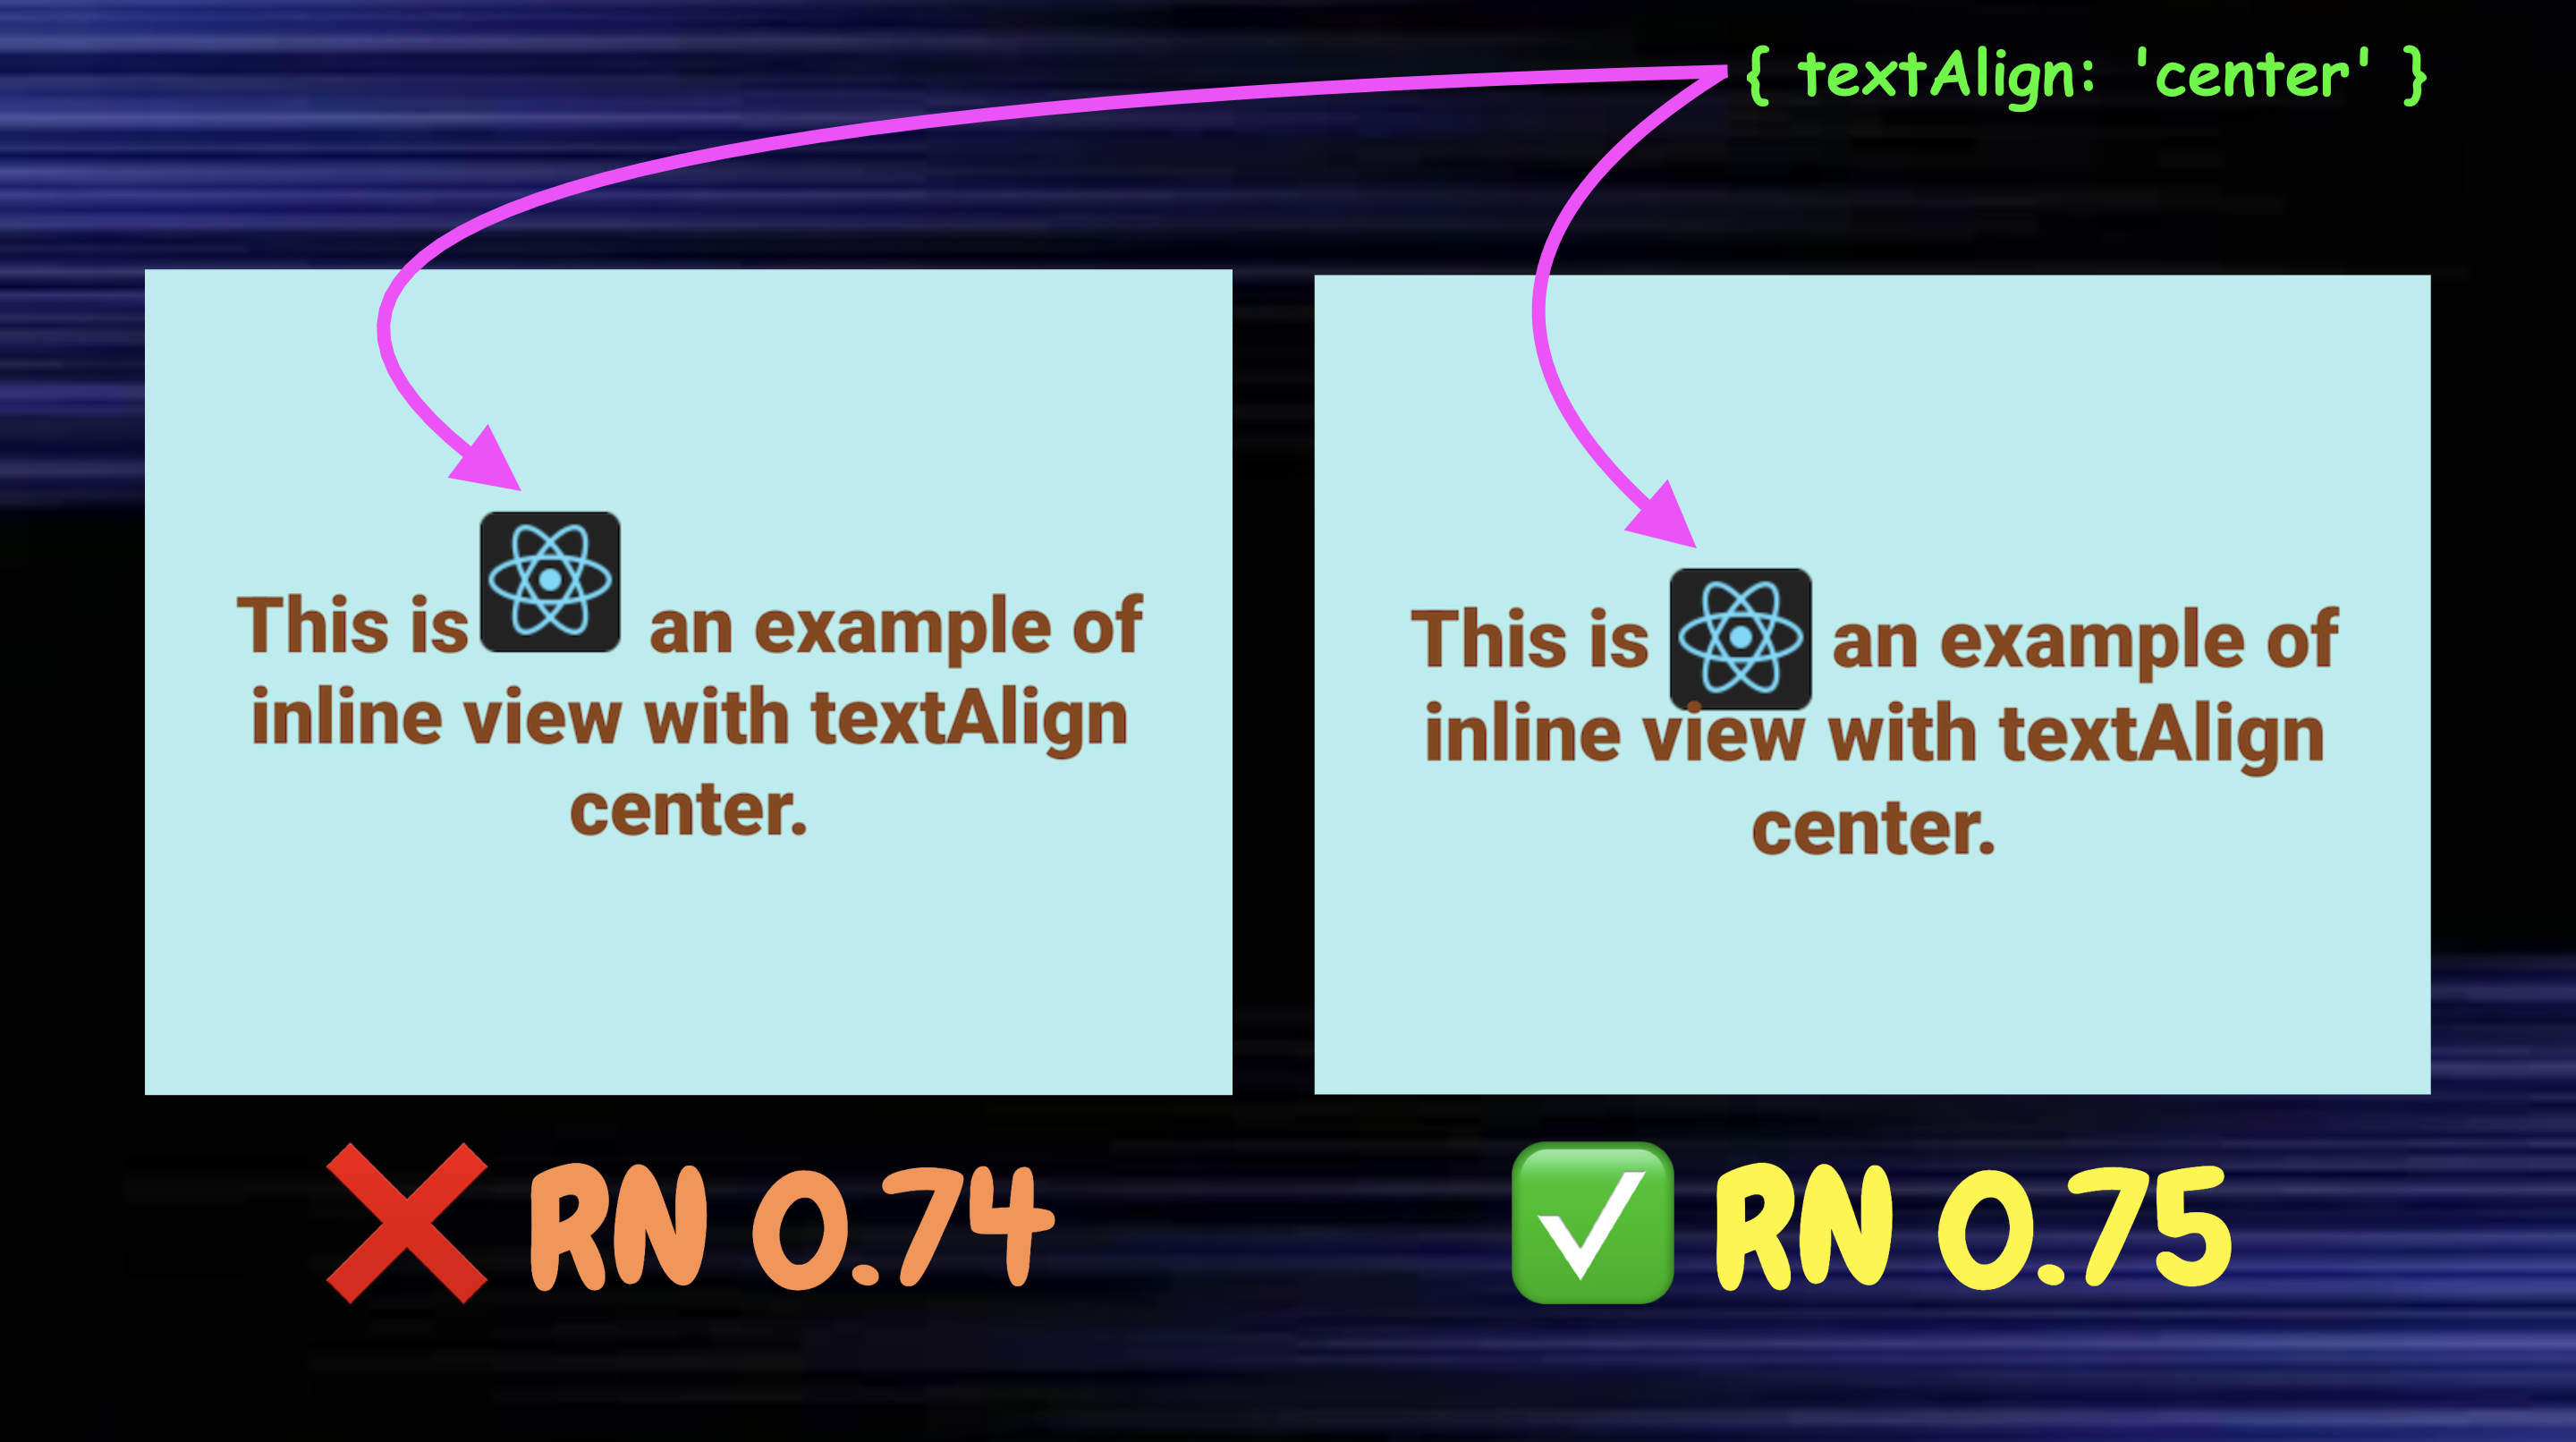 { textAlign: 'center' }
This is an example of
inline view with textAlign
center.
This is an example of
inline view with textAlign
center.
RN 0.74
RN 0.75